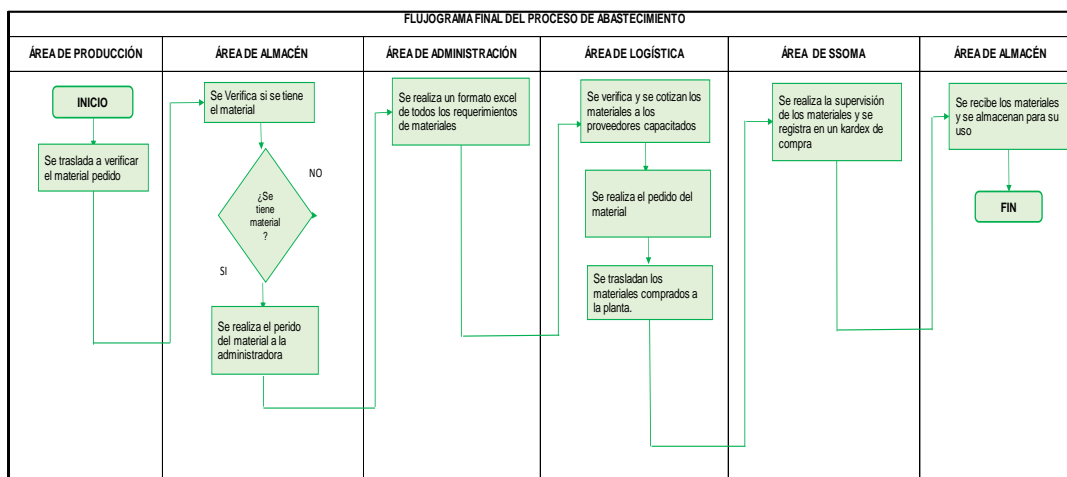 FLUJOGRAMA FINAL DEL PROCESO DE ABASTECIMIENTO
ÁREA DE PRODUCCIÓN
ÁREA DE ALMACÉN
ÁREA DE ADMINISTRACIÓN
ÁREA DE LOGÍSTICA
ÁREA DE SSOMA
ÁREA DE ALMACÉN
INICIO
Se traslada a verificar
el material pedido
Se Verifica si se tiene
el material
NO
¿Se
tiene
material
?
SI
Se realiza el perido
del material a la
administradora
Se realiza un formato excel
de todos los requerimientos
de materiales
Se verifica y se cotizan los
materiales a los
proveedores capacitados
Se realiza el pedido del
material
Se trasladan los
materiales comprados a
la planta.
Se realiza la supervisión
de los materiales y se
registra en un kardex de
compra
Se recibe los materiales
y se almacenan para su
uso
FIN